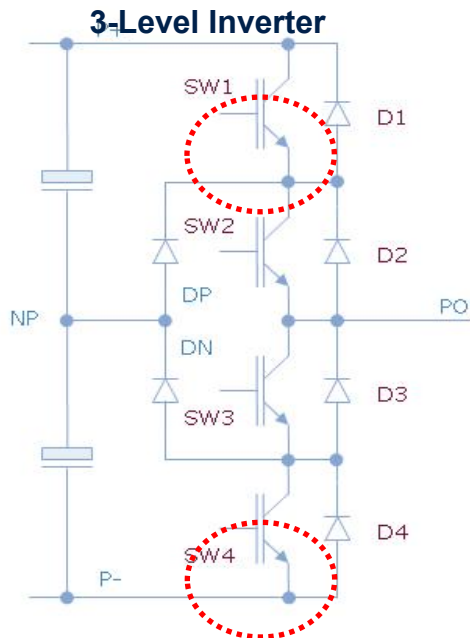 3-Level Inverter
P+
SW1
D1
SW2
D2
DP
NP
PO
DN
D3
SW3
D4
SW4
P-